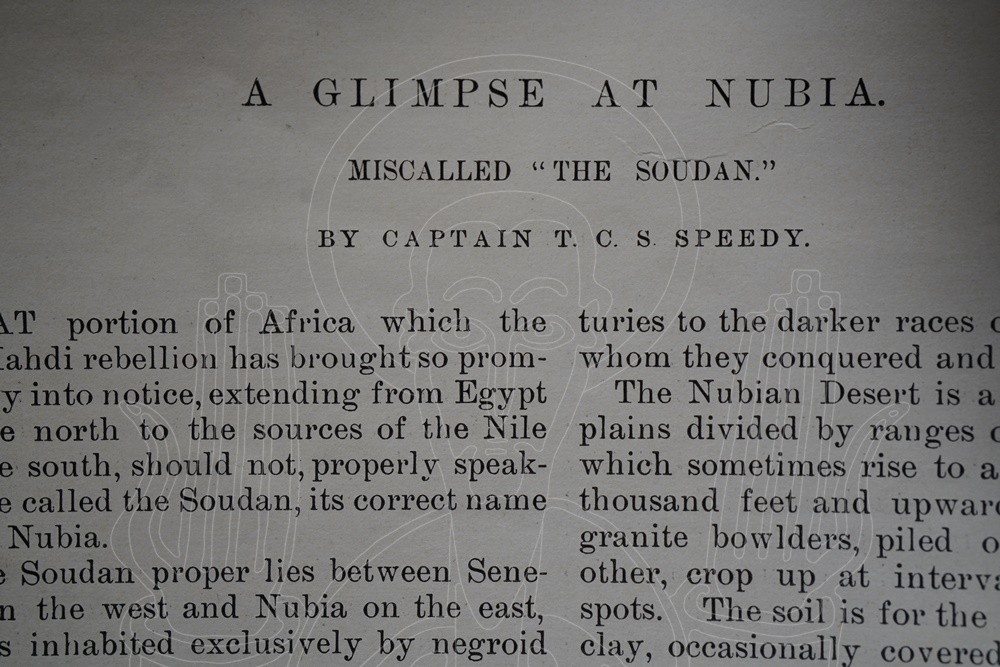 A GLIMPSE AT NUBIA.
MISCALLED "THE SOUDAN."
BY CAPTAIN T. C. S. SPEEDY.
AT portion of Africa which the
ahdi rebellion has brought so prom-
y into notice, extending from Egypt
e north to the sources of the Nile
e south, should not, properly speak-
e called the Soudan, its correct name
Nubia.
e Soudan proper lies between Sene-
n the west and Nubia on the east,
s inhabited exclusively by negroid
turies to the darker races
whom they conquered and
The Nubian Desert is a
plains divided by ranges
which sometimes rise to a
thousand feet and upwar
granite bowlders, piled o
other, crop up at interv
spots. The soil is for the
clay, occasionally covered